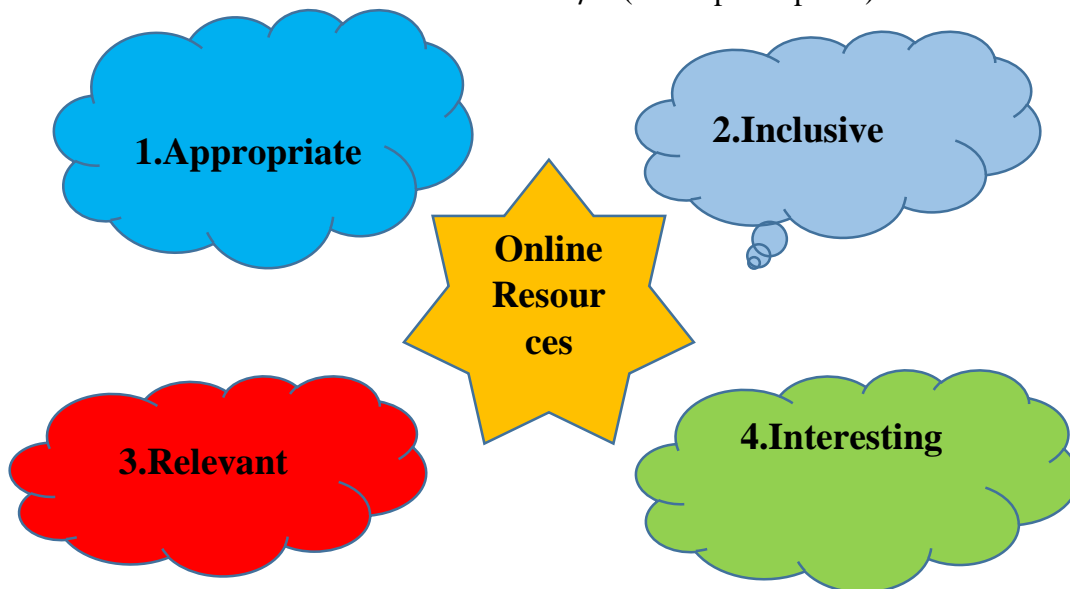 1.Appropriate
2.Inclusive
Online
Resour
ces
3.Relevant
4.Interesting